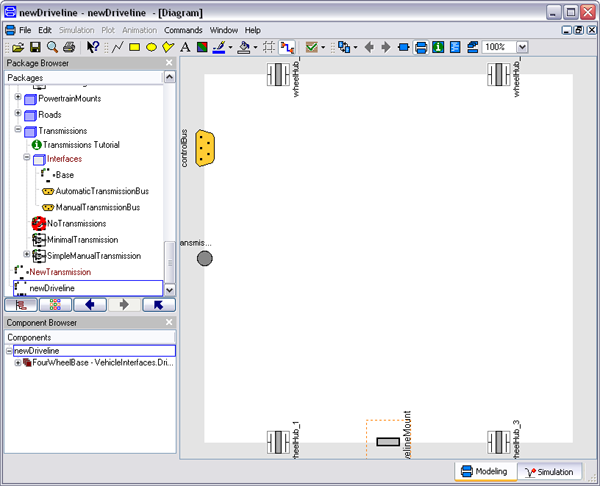 newDriveline - newDriveline - [Diagram]
File Edit Simulation Plot Animation Commands Window Help
A
100%
Package Browser
Packages
PowertrainMounts
Roads
Transmissions
Transmissions Tutorial
Interfaces
Base
AutomaticTransmissionBus
ManualTransmissionBus
NoTransmissions
MinimalTransmission
SimpleManualTransmission
NewTransmission
newDriveline
Component Browser
Components
newDriveline
FourWheelBase - VehicleInterfaces.Dri...
wheelHub_
wheelHub_
controlBus
ansmis...
heelHub_1
velineMount
heelHub_3
Modeling
Simulation